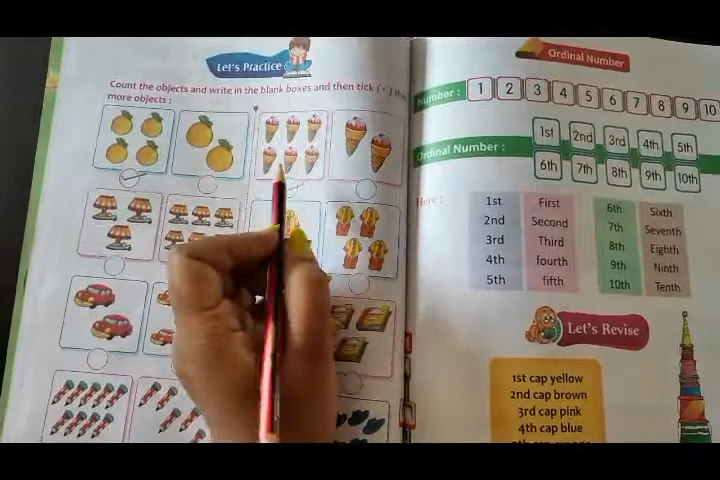 Let's Practice
Count the objects and write in the blank boxes and then tick (✓) the
more objects :
Ordinal Number
Number : 1 2 3 4 5 6 7 8 9 10
Ordinal Number : 1st 2nd 3rd 4th 5th
6th 7th 8th 9th 10th
Here :
1st First 6th Sixth
2nd Second 7th Seventh
3rd Third 8th Eighth
4th fourth 9th Ninth
5th fifth 10th Tenth
Let's Revise
1st cap yellow
2nd cap brown
3rd cap pink
4th cap blue